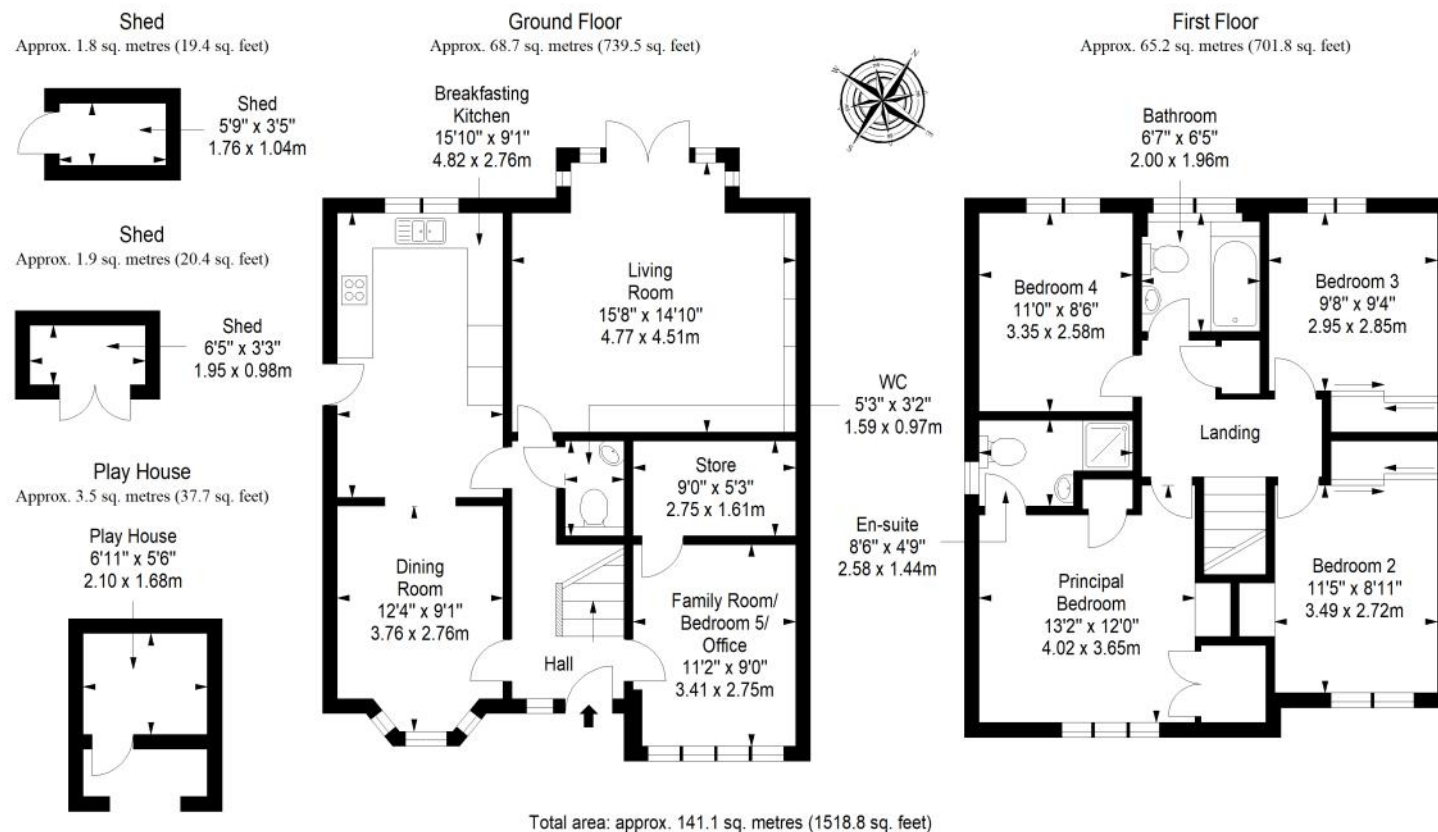 Shed
Approx. 1.8 sq. metres (19.4 sq. feet)
Shed
5'9" x 3'5"
1.76 x 1.04m
Shed
Approx. 1.9 sq. metres (20.4 sq. feet)
Shed
6'5" x 3'3"
1.95 x 0.98m
Play House
Approx. 3.5 sq. metres (37.7 sq. feet)
Play House
6'11" x 5'6"
2.10 x 1.68m
Ground Floor
Approx. 68.7 sq. metres (739.5 sq. feet)
Breakfasting
Kitchen
15'10" x 9'1"
4.82 x 2.76m
Living
Room
15'8" x 14'10"
4.77 x 4.51m
WC
5'3" x 3'2"
1.59 x 0.97m
Store
9'0" x 5'3"
2.75 x 1.61m
Dining
Room
12'4" x 9'1"
3.76 x 2.76m
Hall
Family Room/
Bedroom 5/
Office
11'2" x 9'0"
3.41 x 2.75m
N
E
S
W
First Floor
Approx. 65.2 sq. metres (701.8 sq. feet)
Bathroom
6'7" x 6'5"
2.00 x 1.96m
Bedroom 4
11'0" x 8'6"
3.35 x 2.58m
Bedroom 3
9'8" x 9'4"
2.95 x 2.85m
Landing
En-suite
8'6" x 4'9"
2.58 x 1.44m
Principal
Bedroom
13'2" x 12'0"
4.02 x 3.65m
Bedroom 2
11'5" x 8'11"
3.49 x 2.72m
Total area: approx. 141.1 sq. metres (1518.8 sq. feet)